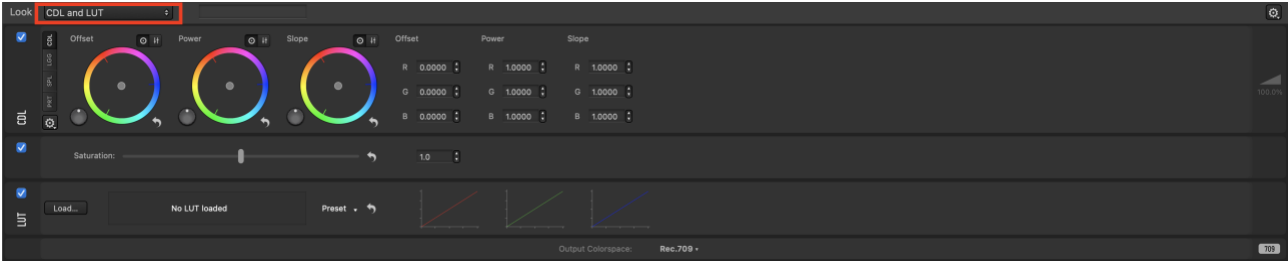 Look CDL and LUT
CDL Offset Power Slope Offset Power Slope
LOG
R 0.0000 R 1.0000 R 1.0000
SPL
G 0.0000 G 1.0000 G 1.0000 100.0%
PRT
CDL B 0.0000 B 1.0000 B 1.0000
Saturation: 1.0
LUT Load... No LUT loaded Preset
Output Colorspace: Rec.709 709